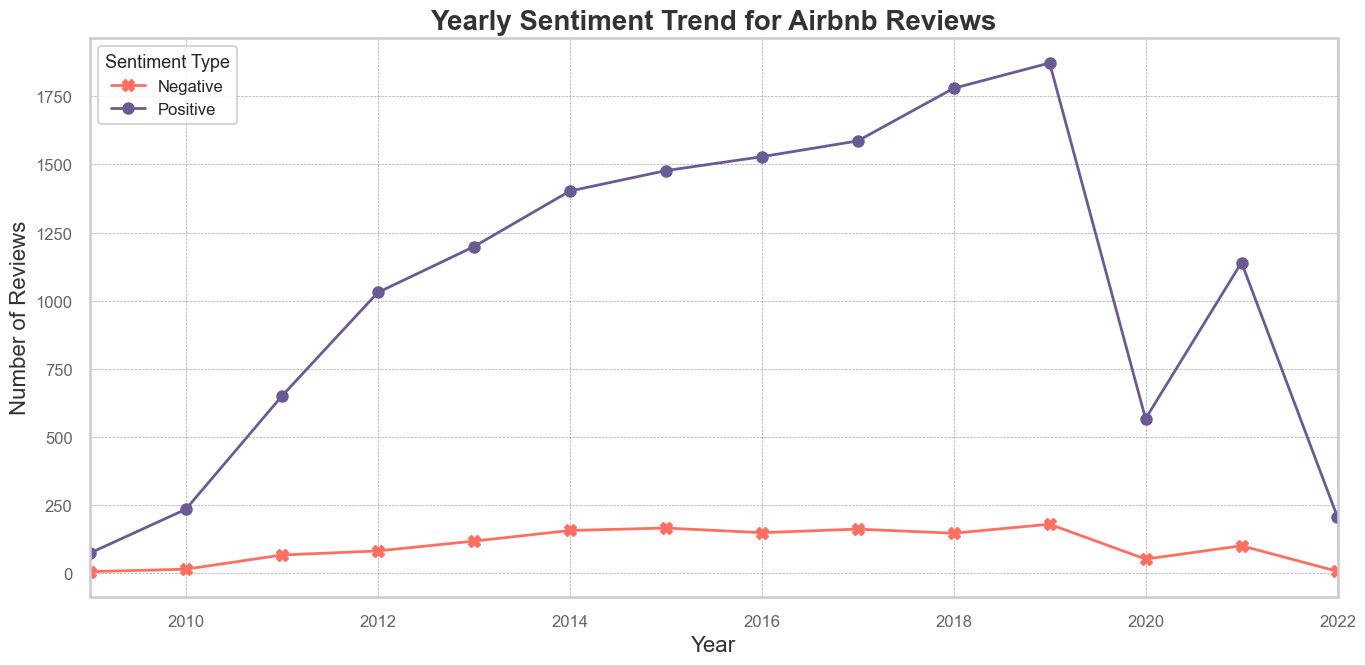 Yearly Sentiment Trend for Airbnb Reviews
Sentiment Type
Negative
Positive
Number of Reviews
1750
1500
1250
1000
750
500
250
0
2010 2012 2014 2016 2018 2020 2022
Year